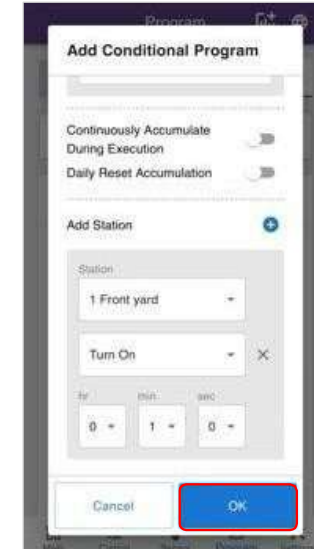 Program
Add Conditional Program
Continuously Accumulate
During Execution
Daily Reset Accumulation
Add Station
Station
1 Front yard
Turn On
hr min sec
0 1 0
Cancel OK